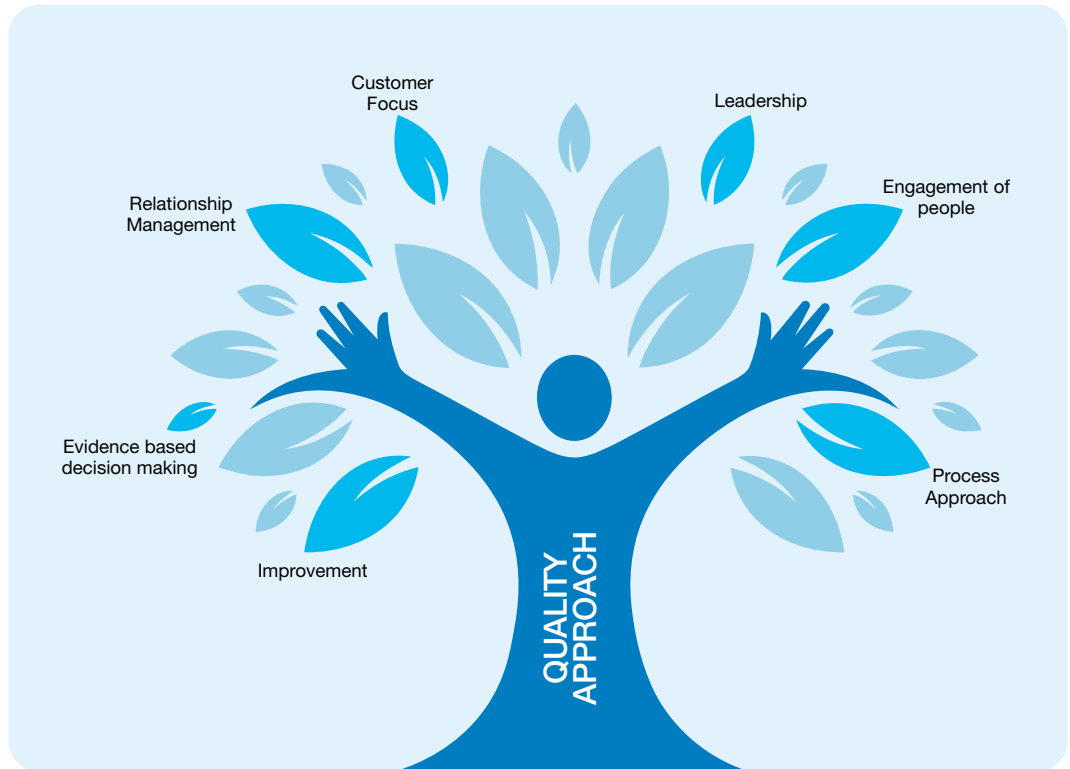 Customer
Focus
Leadership
Relationship
Management
Engagement of
people
Evidence based
decision making
Process
Approach
Improvement
QUALITY
APPROACH